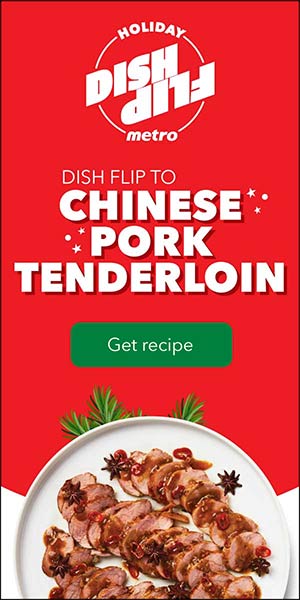 HOLIDAY
DISH
FLIP
metro
DISH FLIP TO
CHINESE
PORK
TENDERLOIN
Get recipe